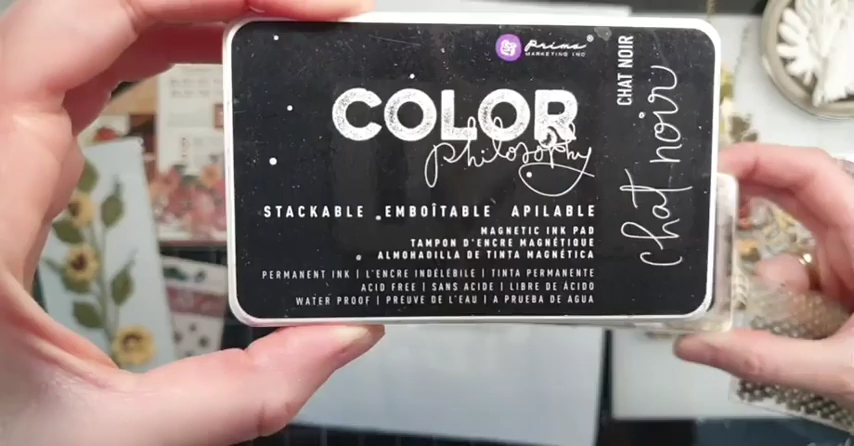 Prima®
MARKETING INC
COLOR
philosophy
STACKABLE . EMBOÎTABLE APILABLE
MAGNETIC INK PAD
TAMPON D'ENCRE MAGNÉTIQUE
ALMOHADILLA DE TINTA MAGNÉTICA
PERMANENT INK | L'ENCRE INDÉLÉBILE | TINTA PERMANENTE
ACID FREE | SANS ACIDE | LIBRE DE ÁCIDO
WATER PROOF | PREUVE DE L'EAU | A PRUEBA DE AGUA
CHAT NOIR
chat noir